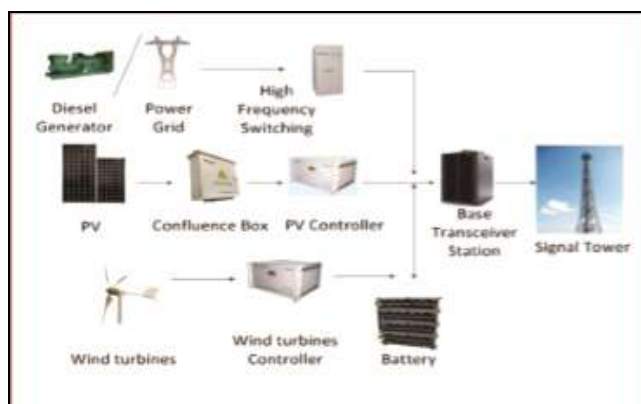 Diesel
Generator
Power
Grid
High
Frequency
Switching
PV
Confluence Box
PV Controller
Base
Transceiver
Station
Signal Tower
Wind turbines
Wind turbines
Controller
Battery